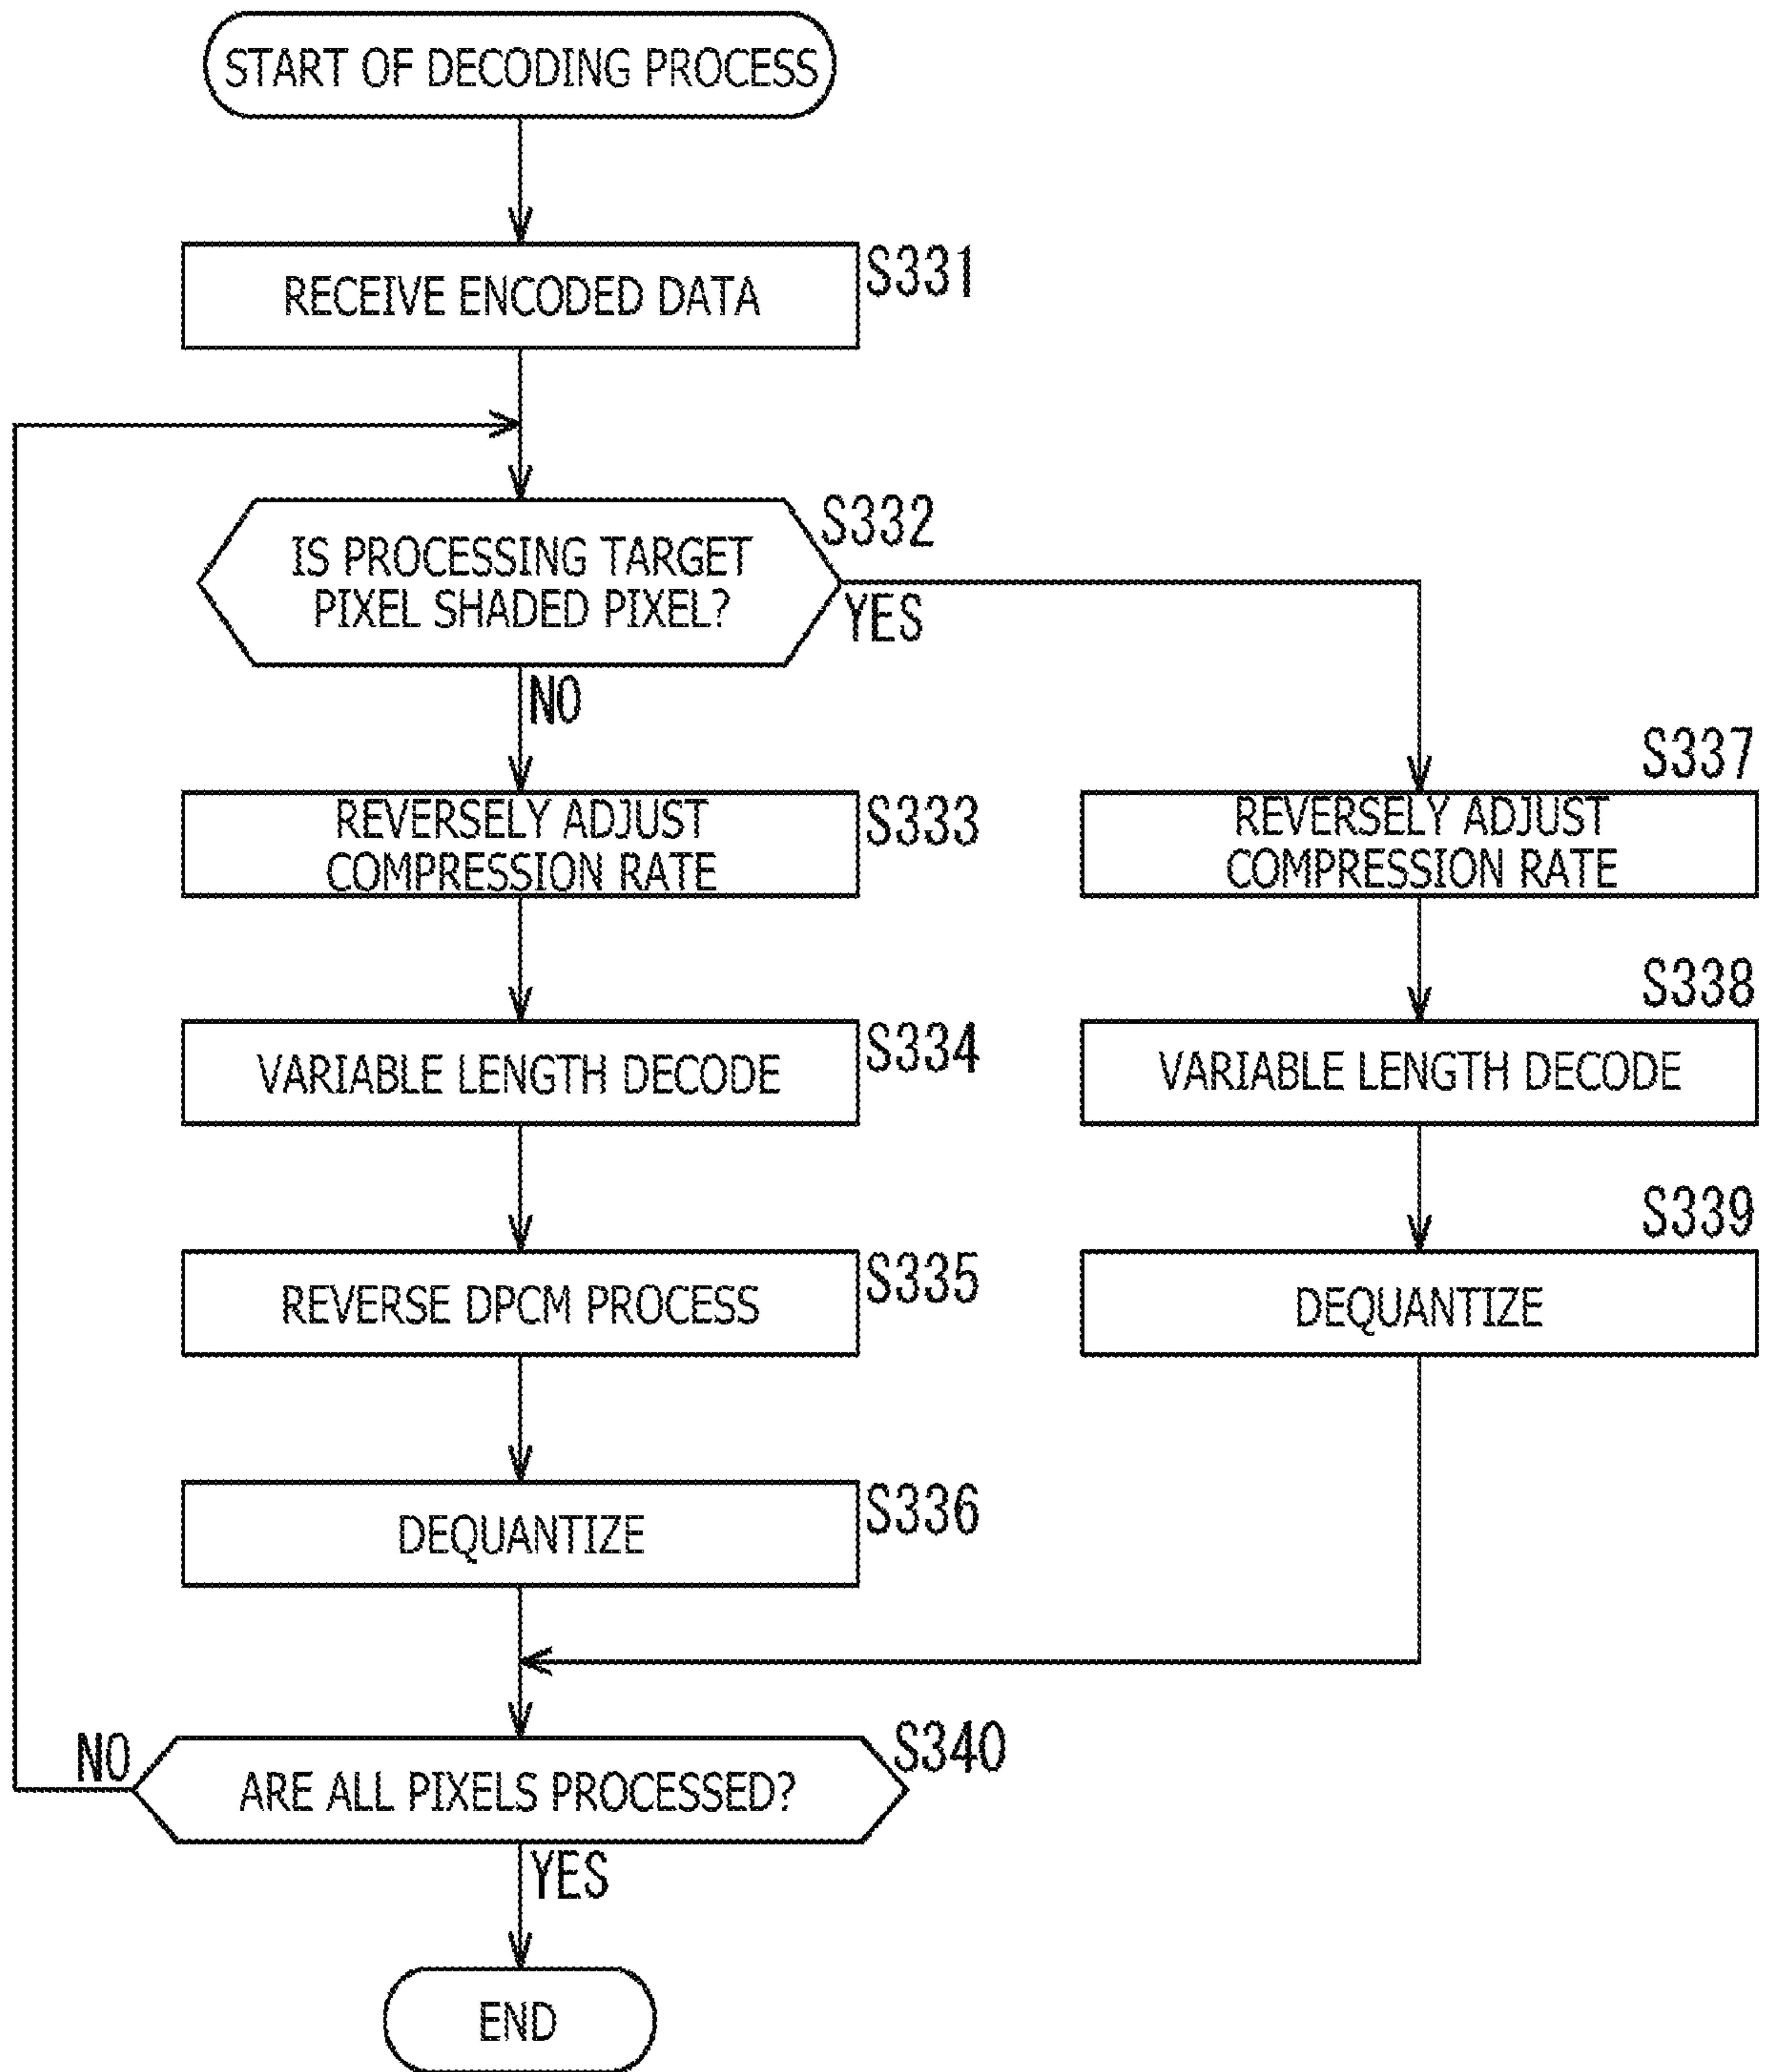 START OF DECODING PROCESS
RECEIVE ENCODED DATA
S331
IS PROCESSING TARGET
PIXEL SHADED PIXEL?
S332
YES
NO
REVERSELY ADJUST
COMPRESSION RATE
S333
VARIABLE LENGTH DECODE
S334
REVERSE DPCM PROCESS
S335
DEQUANTIZE
S336
S337
REVERSELY ADJUST
COMPRESSION RATE
S338
VARIABLE LENGTH DECODE
S339
DEQUANTIZE
ARE ALL PIXELS PROCESSED?
S340
NO
YES
END